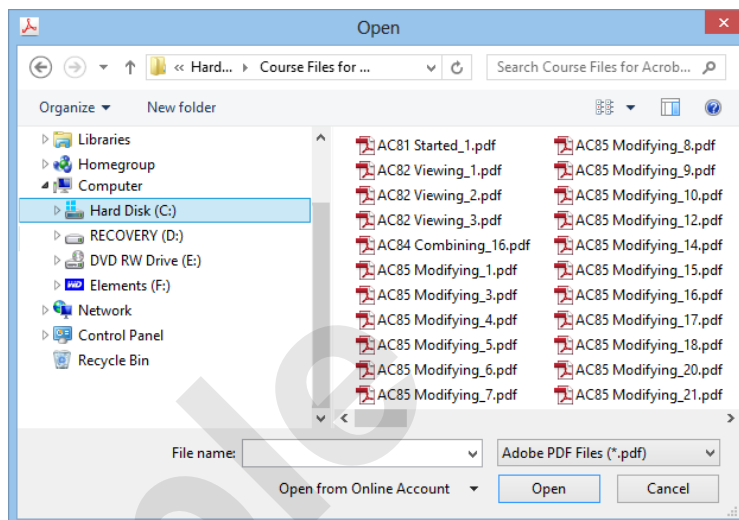 Open
« Hard... Course Files for ... Search Course Files for Acrob...
Organize New folder
Libraries
Homegroup
Computer
Hard Disk (C:)
RECOVERY (D:)
DVD RW Drive (E:)
Elements (F:)
Network
Control Panel
Recycle Bin
AC81 Started_1.pdf
AC82 Viewing_1.pdf
AC82 Viewing_2.pdf
AC82 Viewing_3.pdf
AC84 Combining_16.pdf
AC85 Modifying_1.pdf
AC85 Modifying_3.pdf
AC85 Modifying_4.pdf
AC85 Modifying_5.pdf
AC85 Modifying_6.pdf
AC85 Modifying_7.pdf
AC85 Modifying_8.pdf
AC85 Modifying_9.pdf
AC85 Modifying_10.pdf
AC85 Modifying_12.pdf
AC85 Modifying_14.pdf
AC85 Modifying_15.pdf
AC85 Modifying_16.pdf
AC85 Modifying_17.pdf
AC85 Modifying_18.pdf
AC85 Modifying_20.pdf
AC85 Modifying_21.pdf
File name: Adobe PDF Files (*.pdf)
Open from Online Account Open Cancel